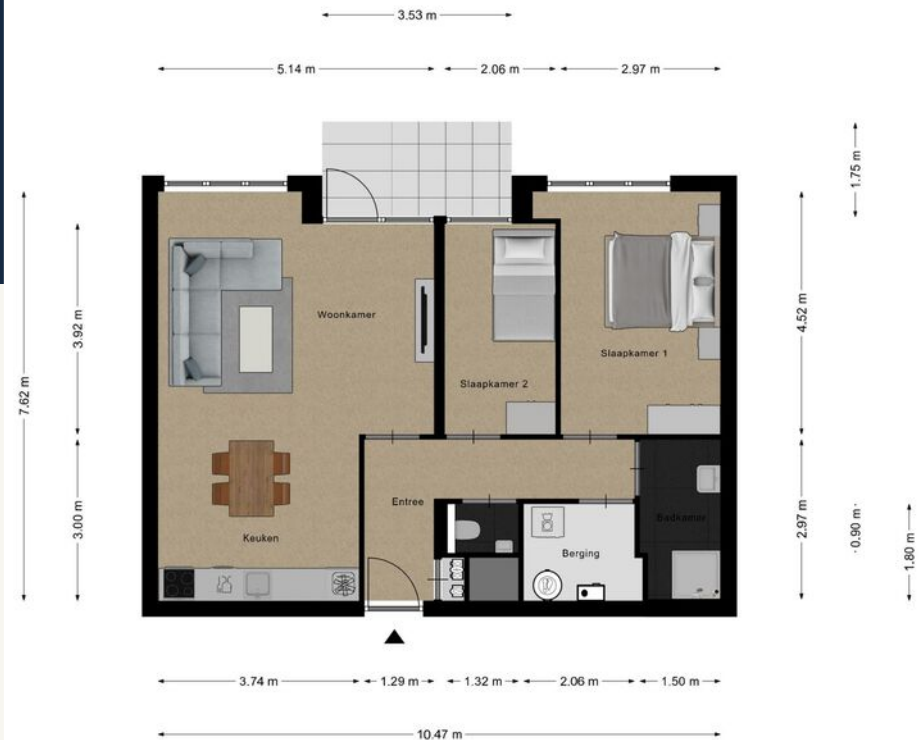 3.53 m
5.14 m
2.06 m
2.97 m
1.75 m
7.62 m
3.92 m
3.00 m
4.52 m
2.97 m
0.90 m
1.80 m
Woonkamer
Slaapkamer 1
Slaapkamer 2
Entree
Badkamer
Keuken
Berging
3.74 m
1.29 m
1.32 m
2.06 m
1.50 m
10.47 m